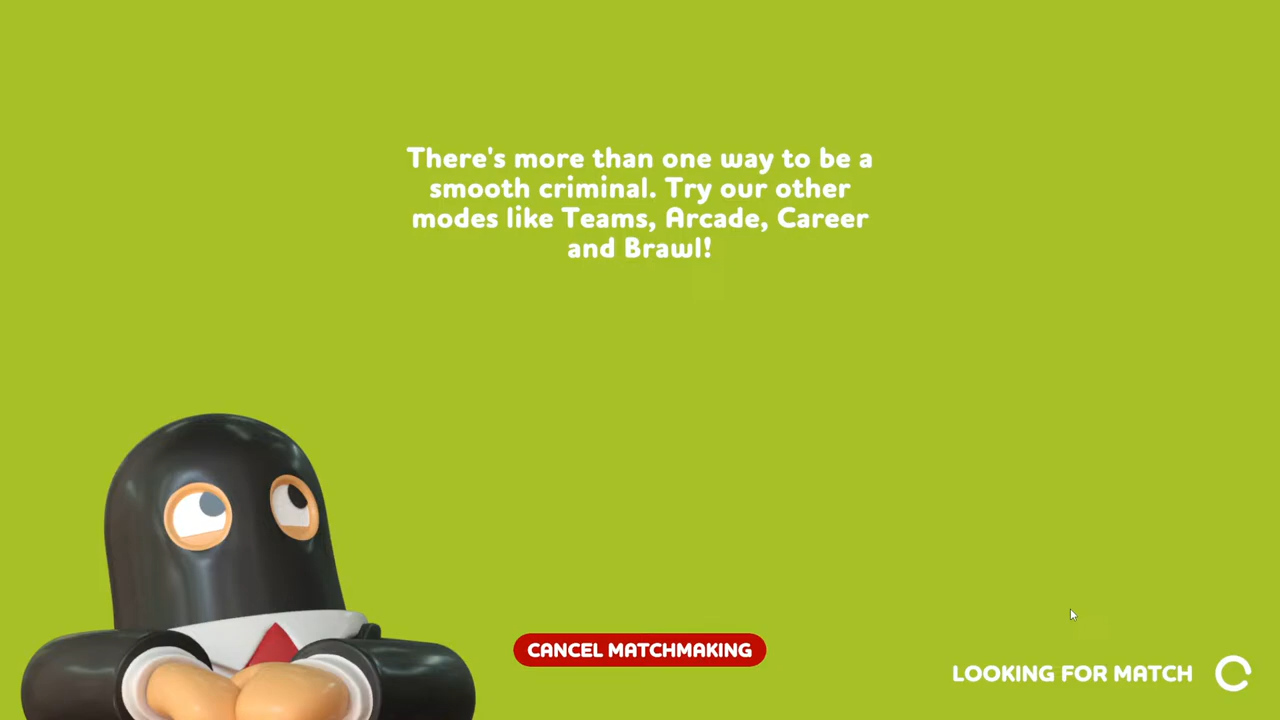 There's more than one way to be a
smooth criminal. Try our other
modes like Teams, Arcade, Career
and Brawl!
CANCEL MATCHMAKING
LOOKING FOR MATCH